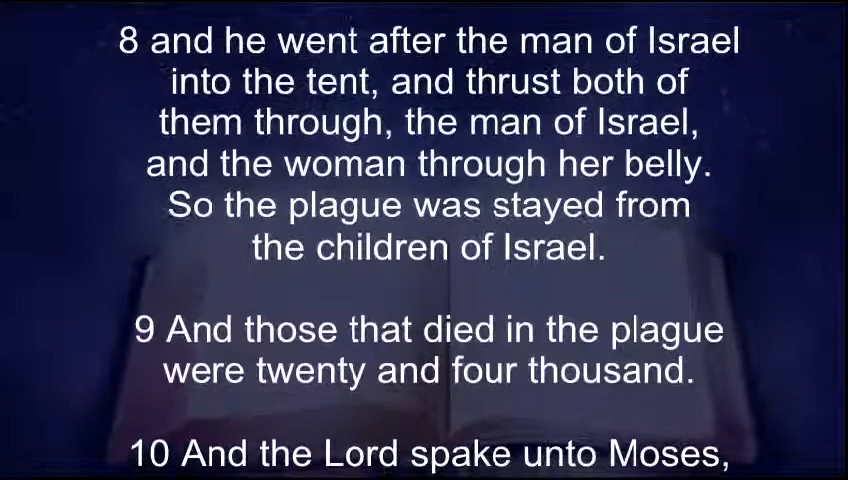 8 and he went after the man of Israel
into the tent, and thrust both of
them through, the man of Israel,
and the woman through her belly.
So the plague was stayed from
the children of Israel.
9 And those that died in the plague
were twenty and four thousand.
10 And the Lord spake unto Moses,